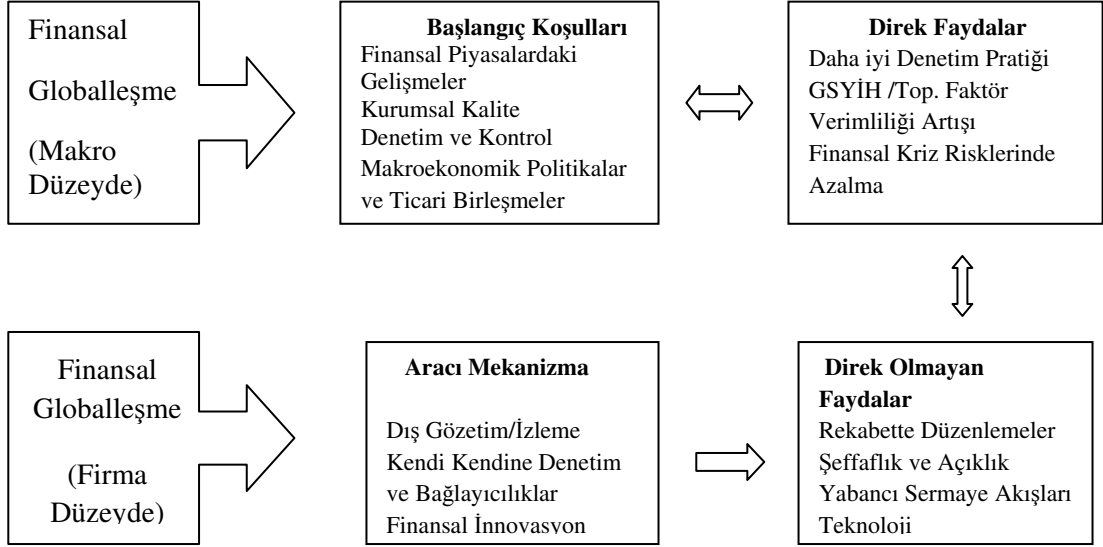 Finansal
Globalleşme
(Makro
Düzeyde)
Başlangıç Koşulları
Finansal Piyasalardaki
Gelişmeler
Kurumsal Kalite
Denetim ve Kontrol
Makroekonomik Politikalar
ve Ticari Birleşmeler
Direk Faydalar
Daha iyi Denetim Pratiği
GSYİH /Top. Faktör
Verimliliği Artışı
Finansal Kriz Risklerinde
Azalma
Finansal
Globalleşme
(Firma
Düzeyde)
Aracı Mekanizma
Dış Gözetim/İzleme
Kendi Kendine Denetim
ve Bağlayıcılıklar
Finansal İnnovasyon
Direk Olmayan
Faydalar
Rekabette Düzenlemeler
Şeffaflık ve Açıklık
Yabancı Sermaye Akışları
Teknoloji